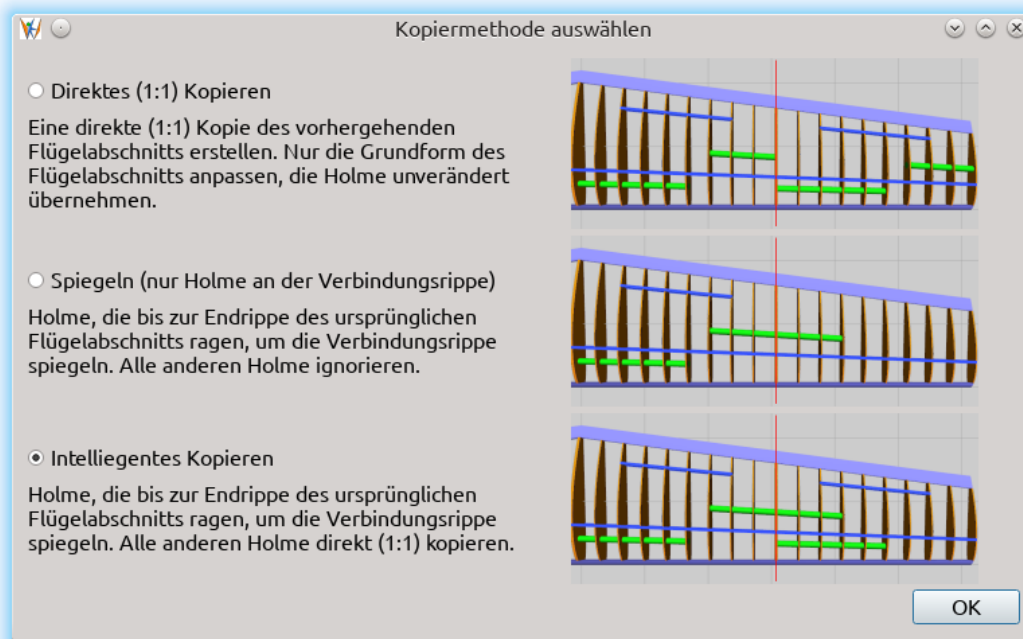 Kopiermethode auswählen
Direktes (1:1) Kopieren
Eine direkte (1:1) Kopie des vorhergehenden
Flügelabschnitts erstellen. Nur die Grundform des
Flügelabschnitts anpassen, die Holme unverändert
übernehmen.
Spiegeln (nur Holme an der Verbindungsrippe)
Holme, die bis zur Endrippe des ursprünglichen
Flügelabschnitts ragen, um die Verbindungsrippe
spiegeln. Alle anderen Holme ignorieren.
Intelliegentes Kopieren
Holme, die bis zur Endrippe des ursprünglichen
Flügelabschnitts ragen, um die Verbindungsrippe
spiegeln. Alle anderen Holme direkt (1:1) kopieren.
OK